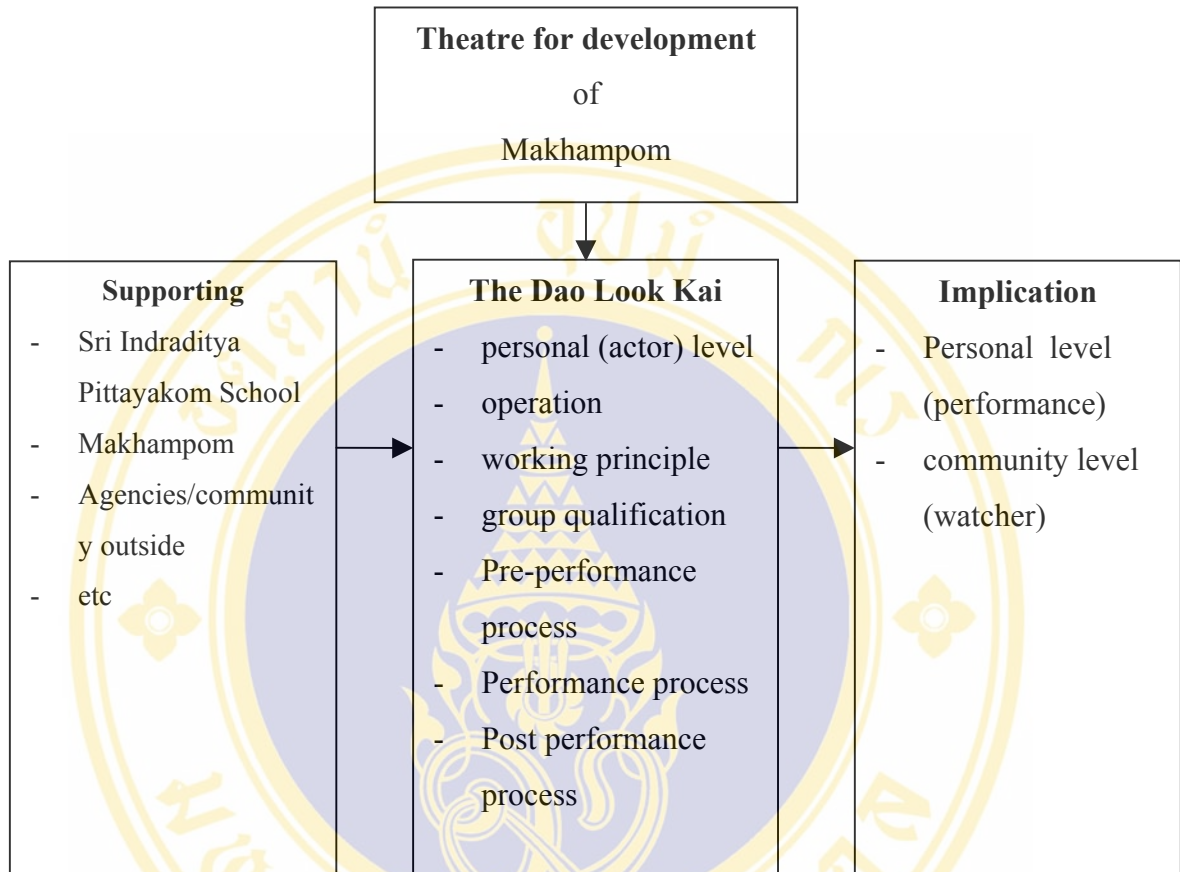 Theatre for development
of
Makhampom
Supporting
- Sri Indraditya
Pittayakom School
- Makhampom
- Agencies/communit
y outside
- etc
The Dao Look Kai
- personal (actor) level
- operation
- working principle
- group qualification
- Pre-performance
process
- Performance process
- Post performance
process
Implication
- Personal level
(performance)
- community level
(watcher)